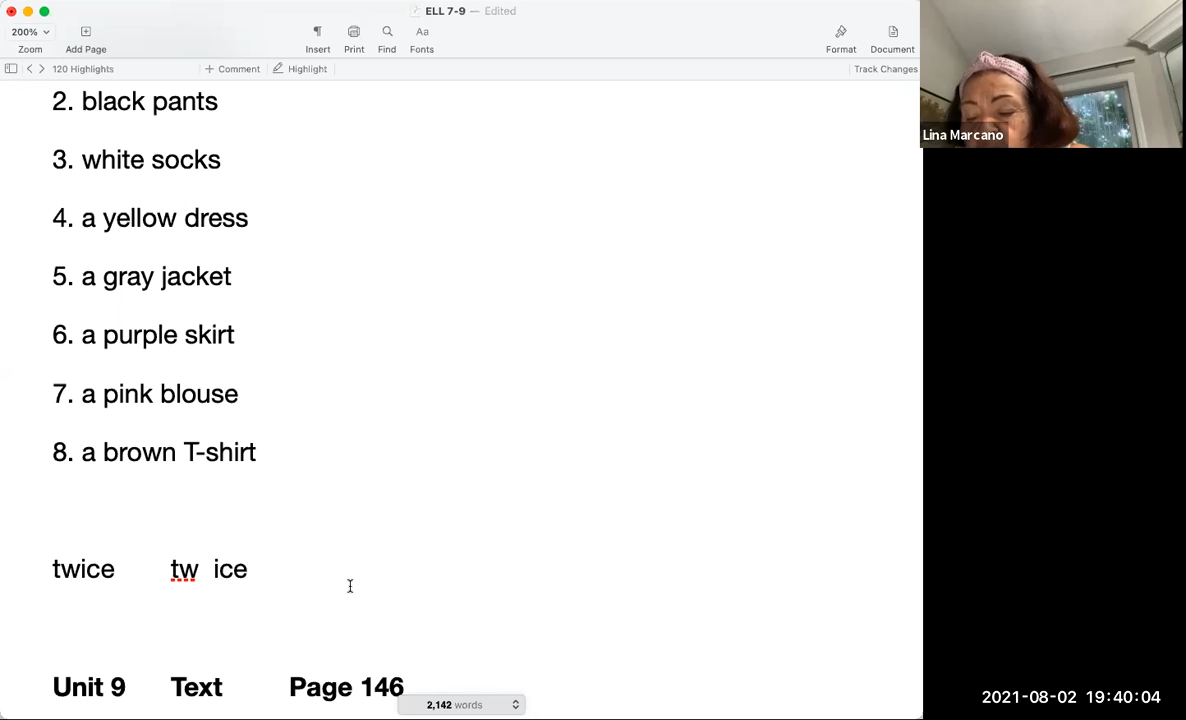 ELL 7-9 — Edited
200%
Zoom
Add Page
Insert
Print
Find
Aa
Fonts
Format
Document
120 Highlights
+ Comment
Highlight
Track Changes
2. black pants
3. white socks
4. a yellow dress
5. a gray jacket
6. a purple skirt
7. a pink blouse
8. a brown T-shirt
twice tw ice
Unit 9 Text Page 146
2,142 words
Lina Marcano
2021-08-02 19:40:04